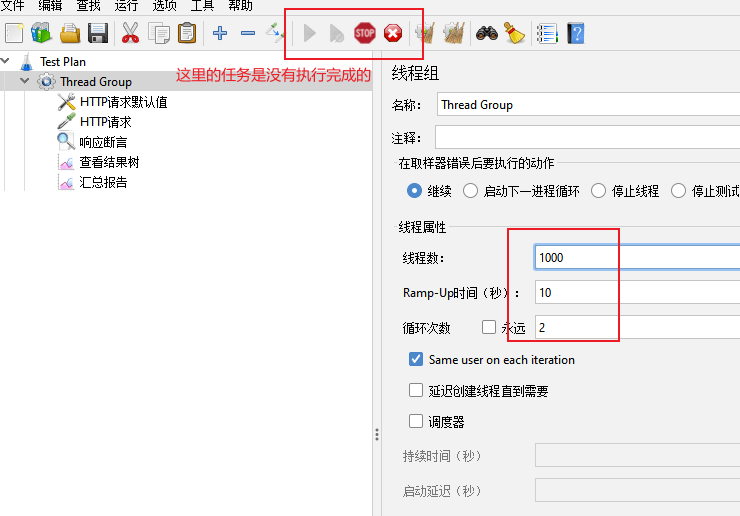 文件 编辑 查找 运行 选项 工具 帮助
STOP
?
Test Plan
Thread Group
这里的任务是没有执行完成的
HTTP请求默认值
HTTP请求
响应断言
查看结果树
汇总报告
线程组
名称： Thread Group
注释：
在取样器错误后要执行的动作
继续 启动下一进程循环 停止线程 停止测试
线程属性
线程数： 1000
Ramp-Up时间（秒）： 10
循环次数 永远 2
Same user on each iteration
延迟创建线程直到需要
调度器
持续时间（秒）
启动延迟（秒）